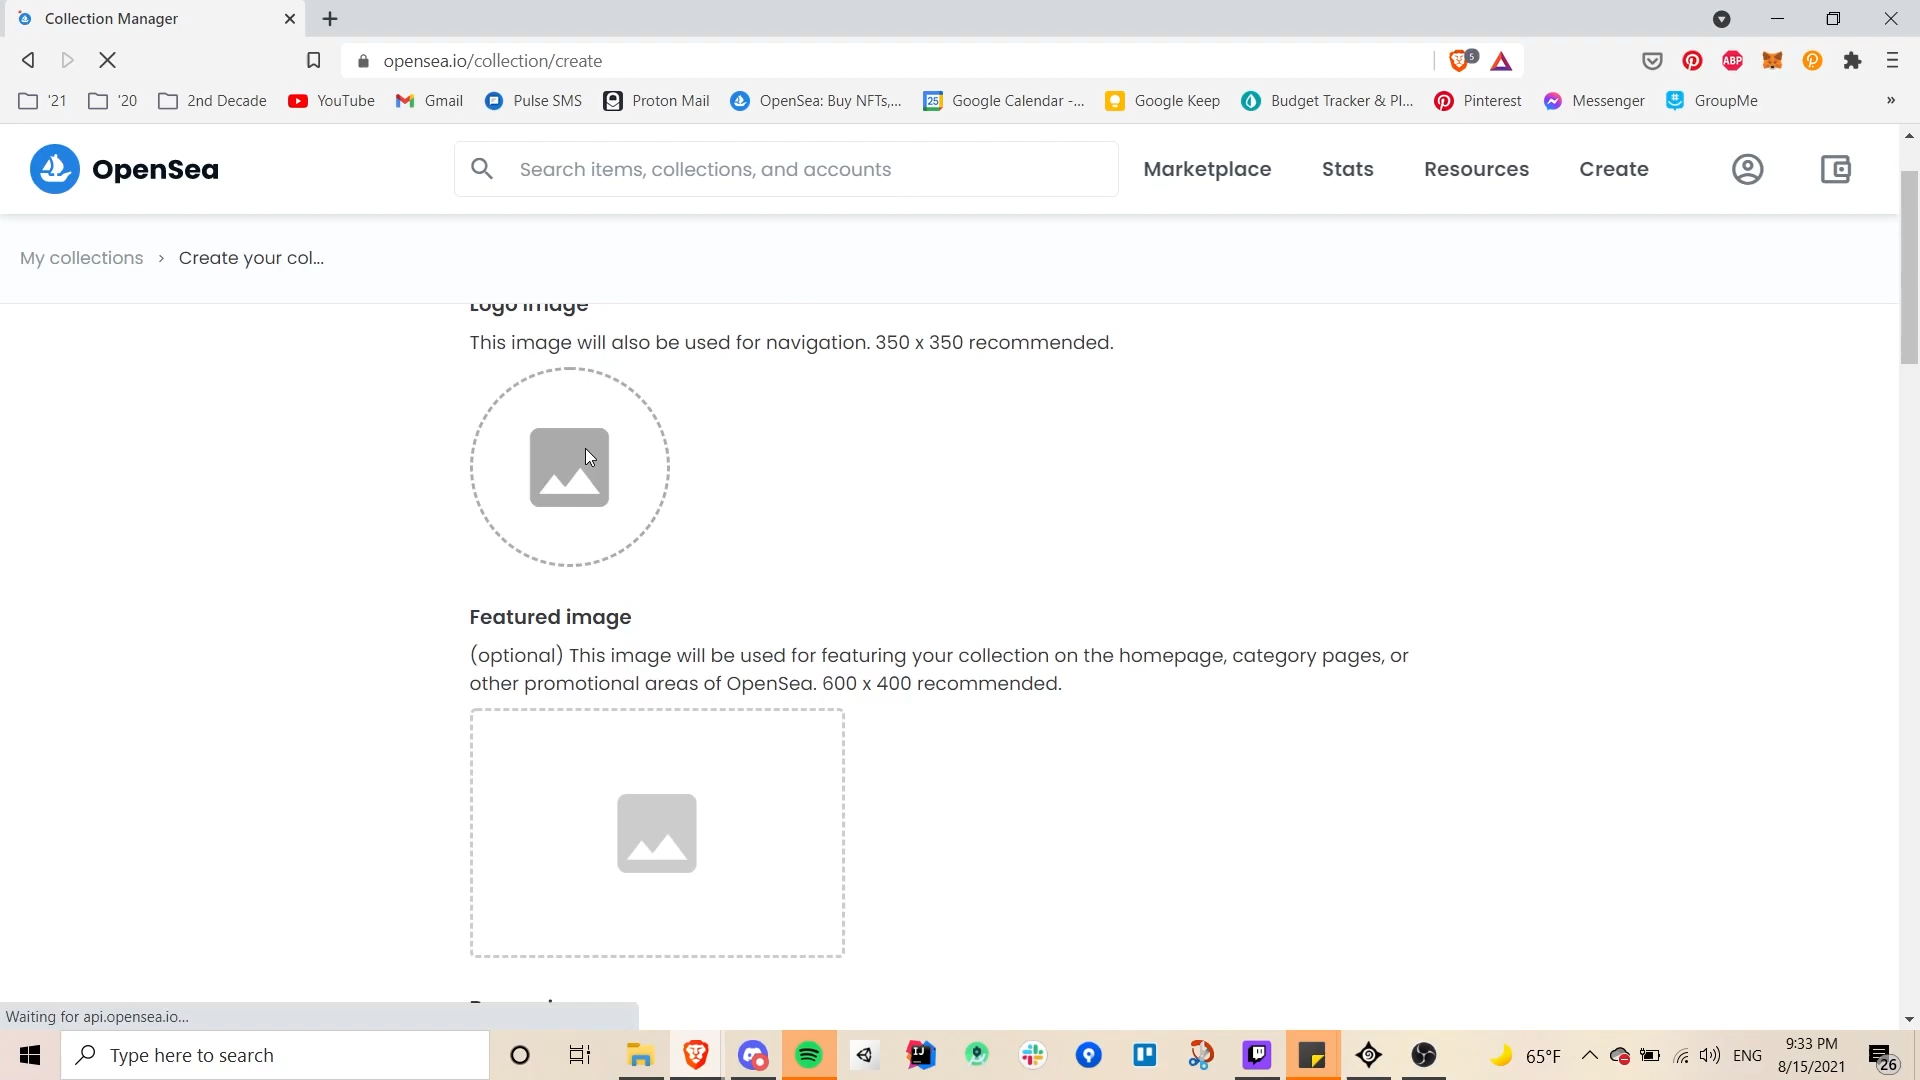 Collection Manager
opensea.io/collection/create
5
ABP
'21
'20
2nd Decade
YouTube
Gmail
Pulse SMS
Proton Mail
OpenSea: Buy NFTs,...
25
Google Calendar -...
Google Keep
Budget Tracker & Pl...
Pinterest
Messenger
GroupMe
»
OpenSea
Search items, collections, and accounts
Marketplace
Stats
Resources
Create
My collections > Create your col...
Logo image
This image will also be used for navigation. 350 x 350 recommended.
Featured image
(optional) This image will be used for featuring your collection on the homepage, category pages, or
other promotional areas of OpenSea. 600 x 400 recommended.
Waiting for api.opensea.io...
Type here to search
65°F
ENG
9:33 PM
8/15/2021
26